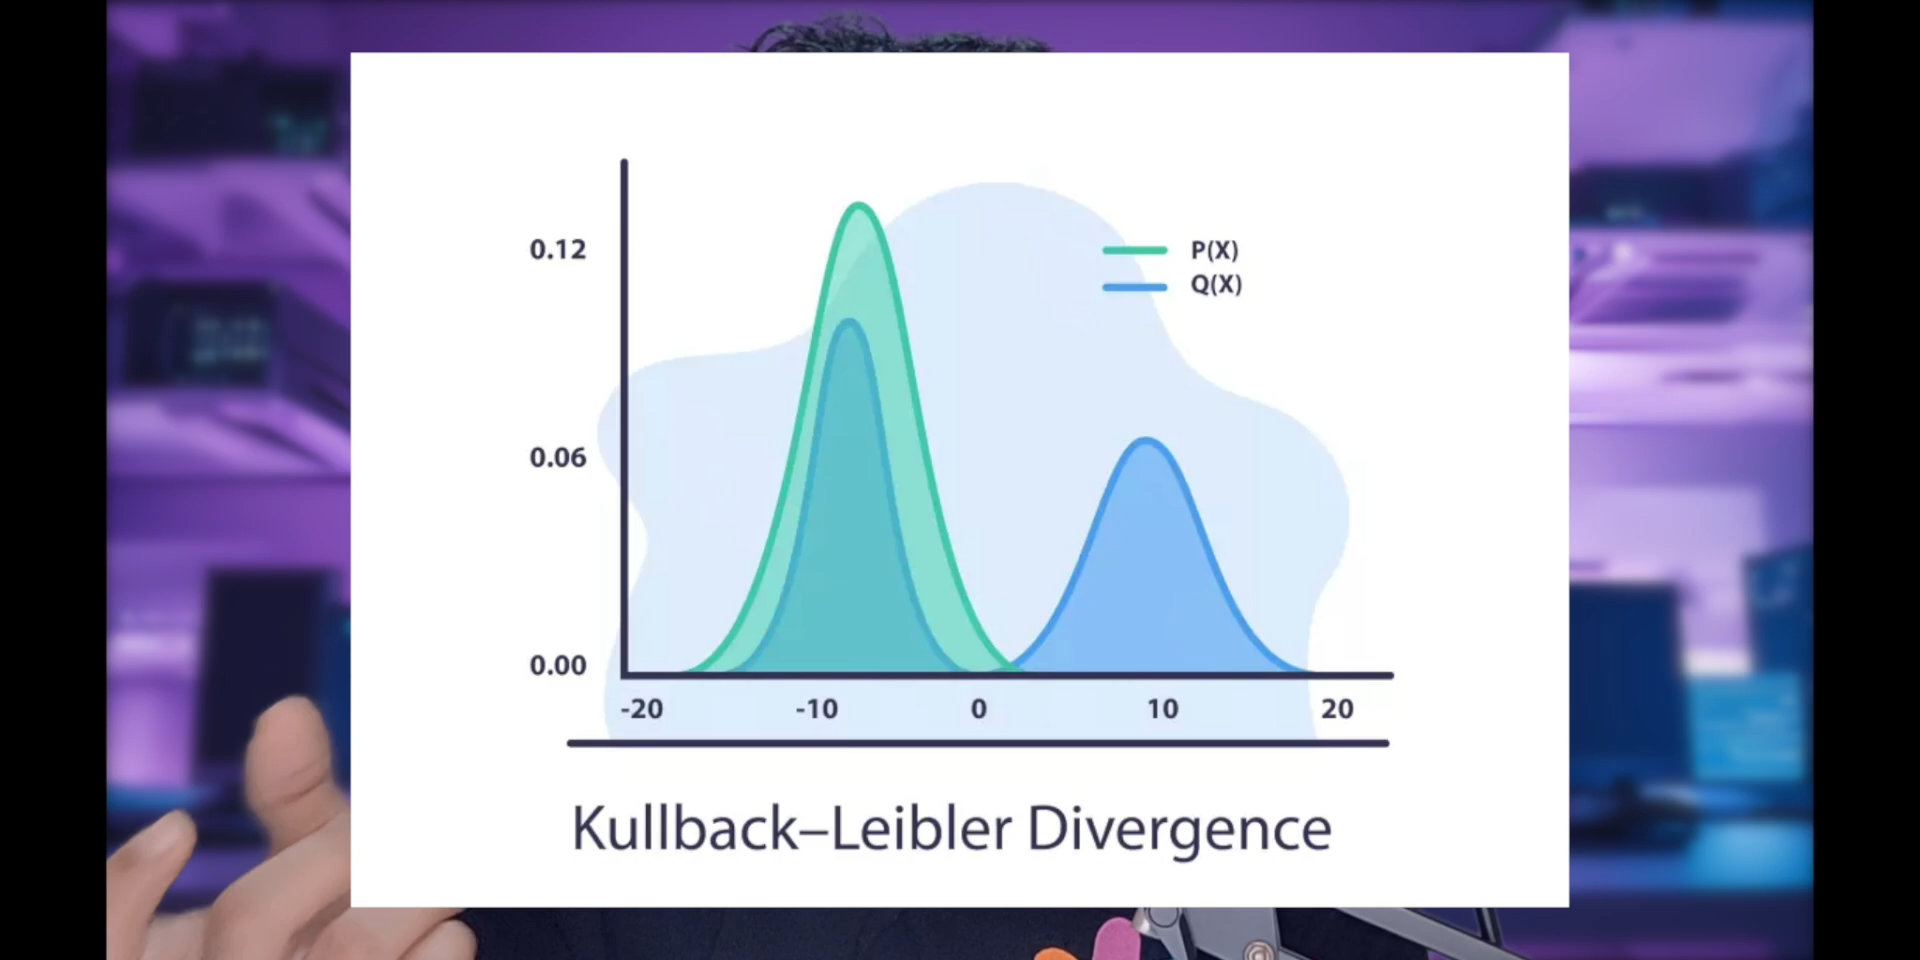 0.12
0.06
0.00
P(X)
Q(X)
-20 -10 0 10 20
Kullback–Leibler Divergence